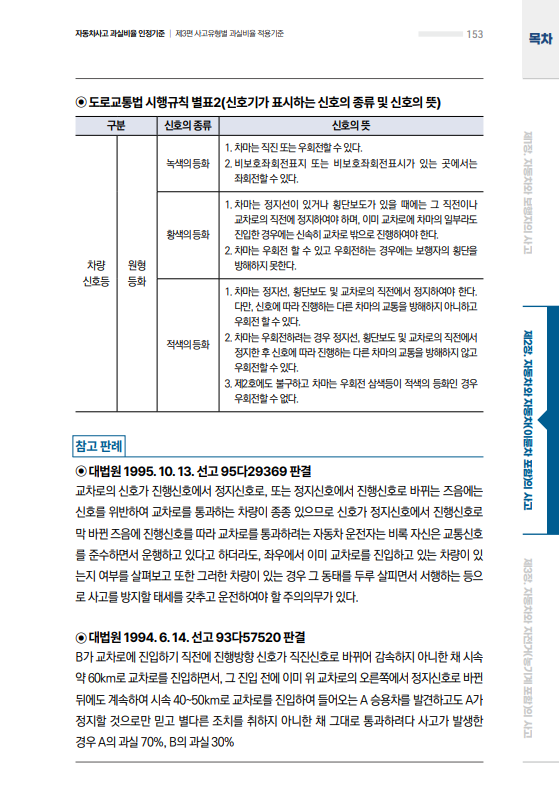 자동차사고 과실비율 인정기준 | 제3편 사고유형별 과실비율 적용기준
153
목차
◉ 도로교통법 시행규칙 별표2(신호기가 표시하는 신호의 종류 및 신호의 뜻)
구분 신호의 종류 신호의 뜻
차량
신호등
원형
등화
녹색의 등화
1. 차마는 직진 또는 우회전할 수 있다.
2. 비보호좌회전표지 또는 비보호좌회전표시가 있는 곳에서는
좌회전할 수 있다.
황색의 등화
1. 차마는 정지선이 있거나 횡단보도가 있을 때에는 그 직전이나
교차로의 직전에 정지하여야 하며, 이미 교차로에 차마의 일부라도
진입한 경우에는 신속히 교차로 밖으로 진행하여야 한다.
2. 차마는 우회전 할 수 있고 우회전하는 경우에는 보행자의 횡단을
방해하지 못한다.
적색의 등화
1. 차마는 정지선, 횡단보도 및 교차로의 직전에서 정지하여야 한다.
다만, 신호에 따라 진행하는 다른 차마의 교통을 방해하지 아니하고
우회전 할 수 있다.
2. 차마는 우회전하려는 경우 정지선, 횡단보도 및 교차로의 직전에서
정지한 후 신호에 따라 진행하는 다른 차마의 교통을 방해하지 않고
우회전할 수 있다.
3. 제2호에도 불구하고 차마는 우회전 삼색등이 적색의 등화인 경우
우회전할 수 없다.
참고 판례
◉ 대법원 1995. 10. 13. 선고 95다29369 판결
교차로의 신호가 진행신호에서 정지신호로, 또는 정지신호에서 진행신호로 바뀌는 즈음에는
신호를 위반하여 교차로를 통과하는 차량이 종종 있으므로 신호가 정지신호에서 진행신호로
막 바뀐 즈음에 진행신호를 따라 교차로를 통과하려는 자동차 운전자는 비록 자신은 교통신호
를 준수하면서 운행하고 있다고 하더라도, 좌우에서 이미 교차로를 진입하고 있는 차량이 있
는지 여부를 살펴보고 또한 그러한 차량이 있는 경우 그 동태를 두루 살피면서 서행하는 등으
로 사고를 방지할 태세를 갖추고 운전하여야 할 주의의무가 있다.
◉ 대법원 1994. 6. 14. 선고 93다57520 판결
B가 교차로에 진입하기 직전에 진행방향 신호가 직진신호로 바뀌어 감속하지 아니한 채 시속
약 60km로 교차로를 진입하면서, 그 진입 전에 이미 위 교차로의 오른쪽에서 정지신호로 바뀐
뒤에도 계속하여 시속 40~50km로 교차로를 진입하여 들어오는 A 승용차를 발견하고도 A가
정지할 것으로만 믿고 별다른 조치를 취하지 아니한 채 그대로 통과하려다 사고가 발생한
경우 A의 과실 70%, B의 과실 30%
제1장. 자동차와 보행자의 사고
제2장. 자동차와 자동차(이륜차 포함)의 사고
제3장. 자동차와 자전거(농기계 포함)의 사고